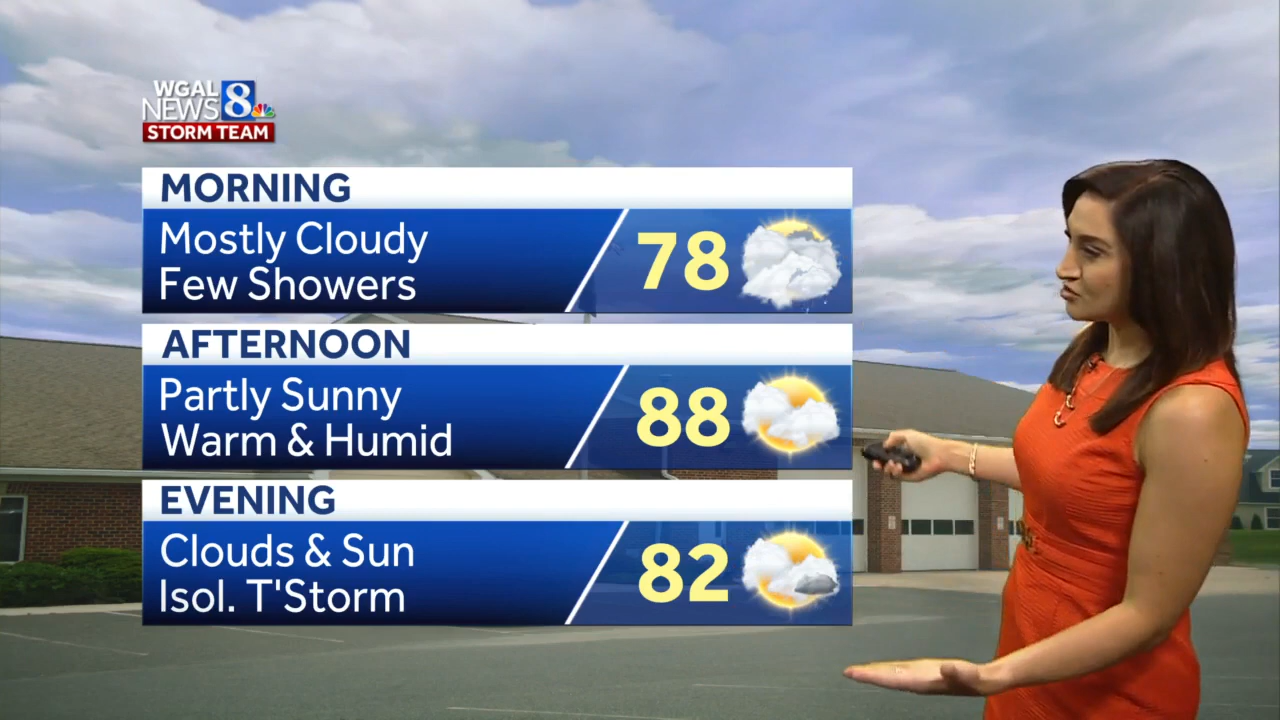 WGAL
NEWS 8
STORM TEAM
MORNING
Mostly Cloudy
Few Showers
78
AFTERNOON
Partly Sunny
Warm & Humid
88
EVENING
Clouds & Sun
Isol. T'Storm
82